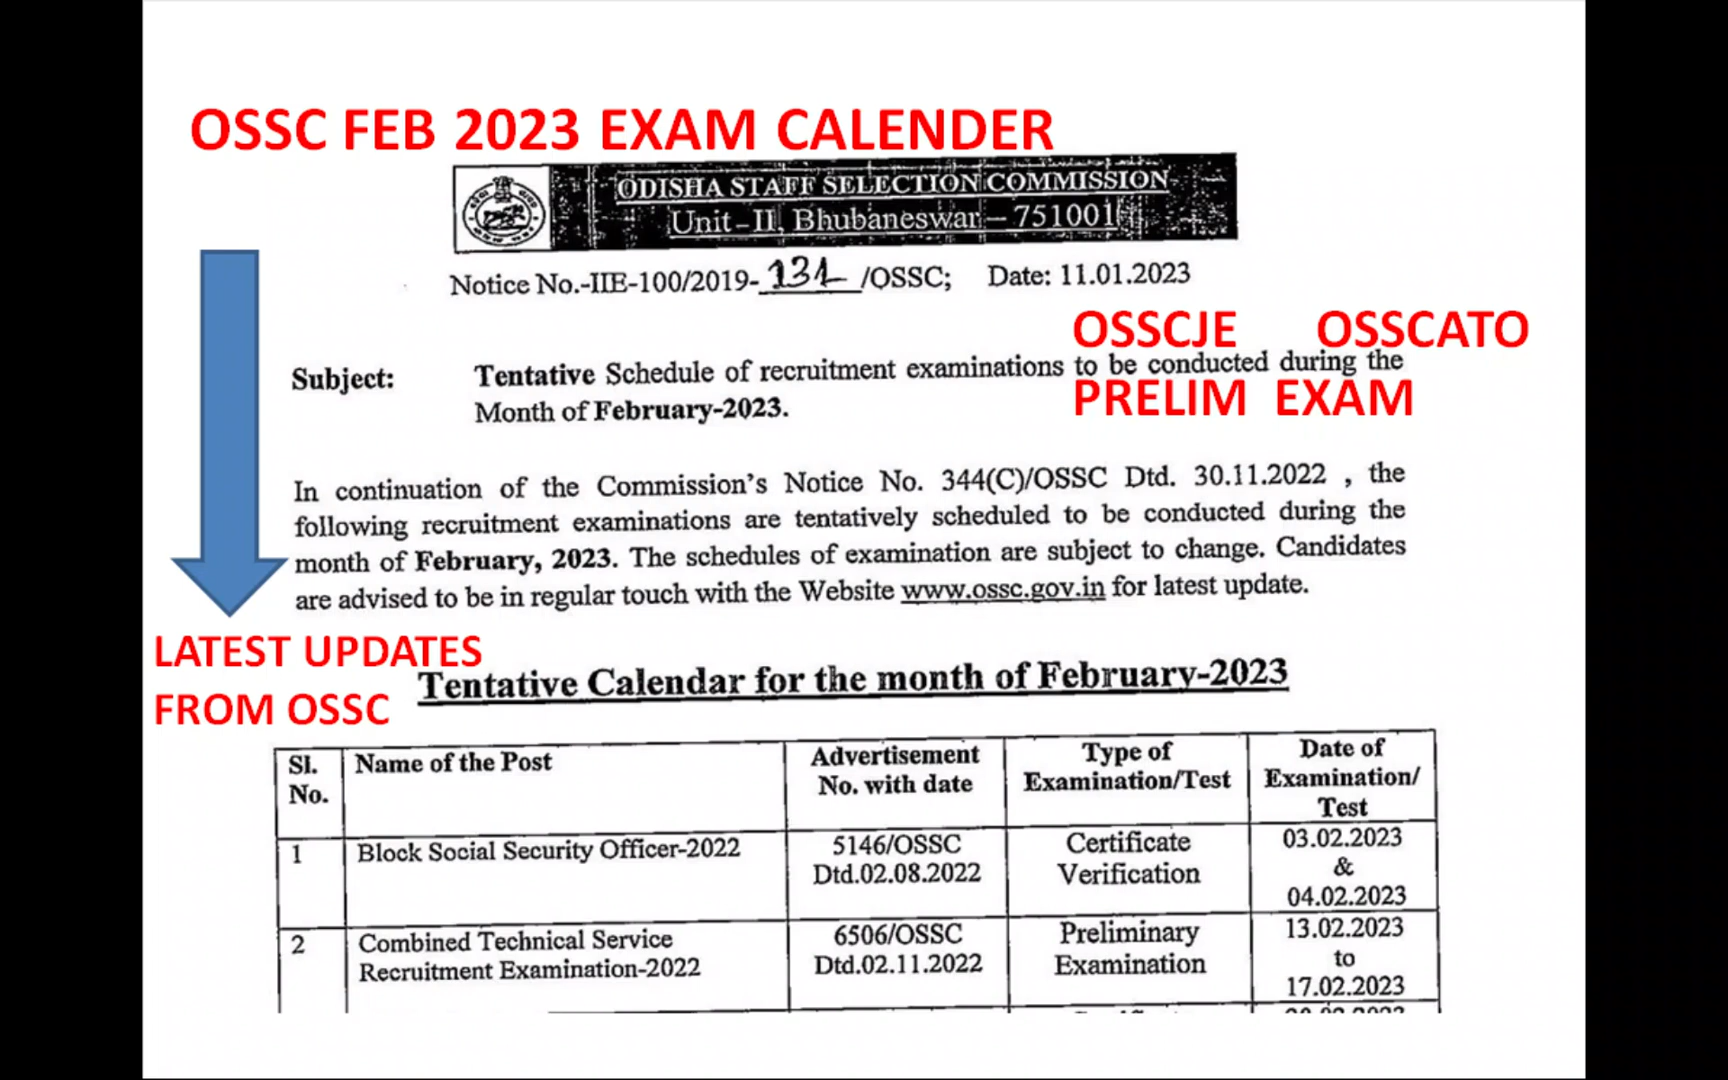 OSSC FEB 2023 EXAM CALENDER
ODISHA STAFF SELECTION COMMISSION
Unit-II, Bhubaneswar – 751001
Notice No.-IIE-100/2019-131/OSSC; Date: 11.01.2023
OSSCJE OSSCATO
Subject: Tentative Schedule of recruitment examinations to be conducted during the
Month of February-2023.
PRELIM EXAM
In continuation of the Commission's Notice No. 344(C)/OSSC Dtd. 30.11.2022 , the
following recruitment examinations are tentatively scheduled to be conducted during the
month of February, 2023. The schedules of examination are subject to change. Candidates
are advised to be in regular touch with the Website www.ossc.gov.in for latest update.
LATEST UPDATES
FROM OSSC
Tentative Calendar for the month of February-2023
Sl.
No.
Name of the Post
Advertisement
No. with date
Type of
Examination/Test
Date of
Examination/
Test
1
Block Social Security Officer-2022
5146/OSSC
Dtd.02.08.2022
Certificate
Verification
03.02.2023
&
04.02.2023
2
Combined Technical Service
Recruitment Examination-2022
6506/OSSC
Dtd.02.11.2022
Preliminary
Examination
13.02.2023
to
17.02.2023